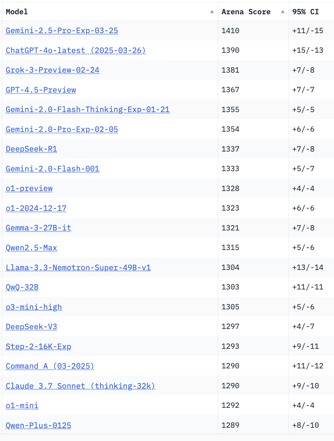 Model Arena Score 95% CI
Gemini-2.5-Pro-Exp-03-25 1410 +11/-15
ChatGPT-4o-latest (2025-03-26) 1390 +15/-13
Grok-3-Preview-02-24 1381 +7/-8
GPT-4.5-Preview 1367 +7/-7
Gemini-2.0-Flash-Thinking-Exp-01-21 1355 +5/-5
Gemini-2.0-Pro-Exp-02-05 1354 +6/-6
DeepSeek-R1 1337 +7/-8
Gemini-2.0-Flash-001 1333 +5/-7
o1-preview 1328 +4/-4
o1-2024-12-17 1323 +6/-6
Gemma-3-27B-it 1321 +7/-8
Qwen2.5-Max 1315 +5/-6
Llama-3.3-Nemotron-Super-49B-v1 1304 +13/-14
QwQ-32B 1303 +11/-11
o3-mini-high 1305 +5/-6
DeepSeek-V3 1297 +4/-7
Step-2-16K-Exp 1293 +9/-11
Command A (03-2025) 1290 +11/-12
Claude 3.7 Sonnet (thinking-32k) 1290 +9/-10
o1-mini 1292 +4/-4
Qwen-Plus-0125 1289 +8/-10